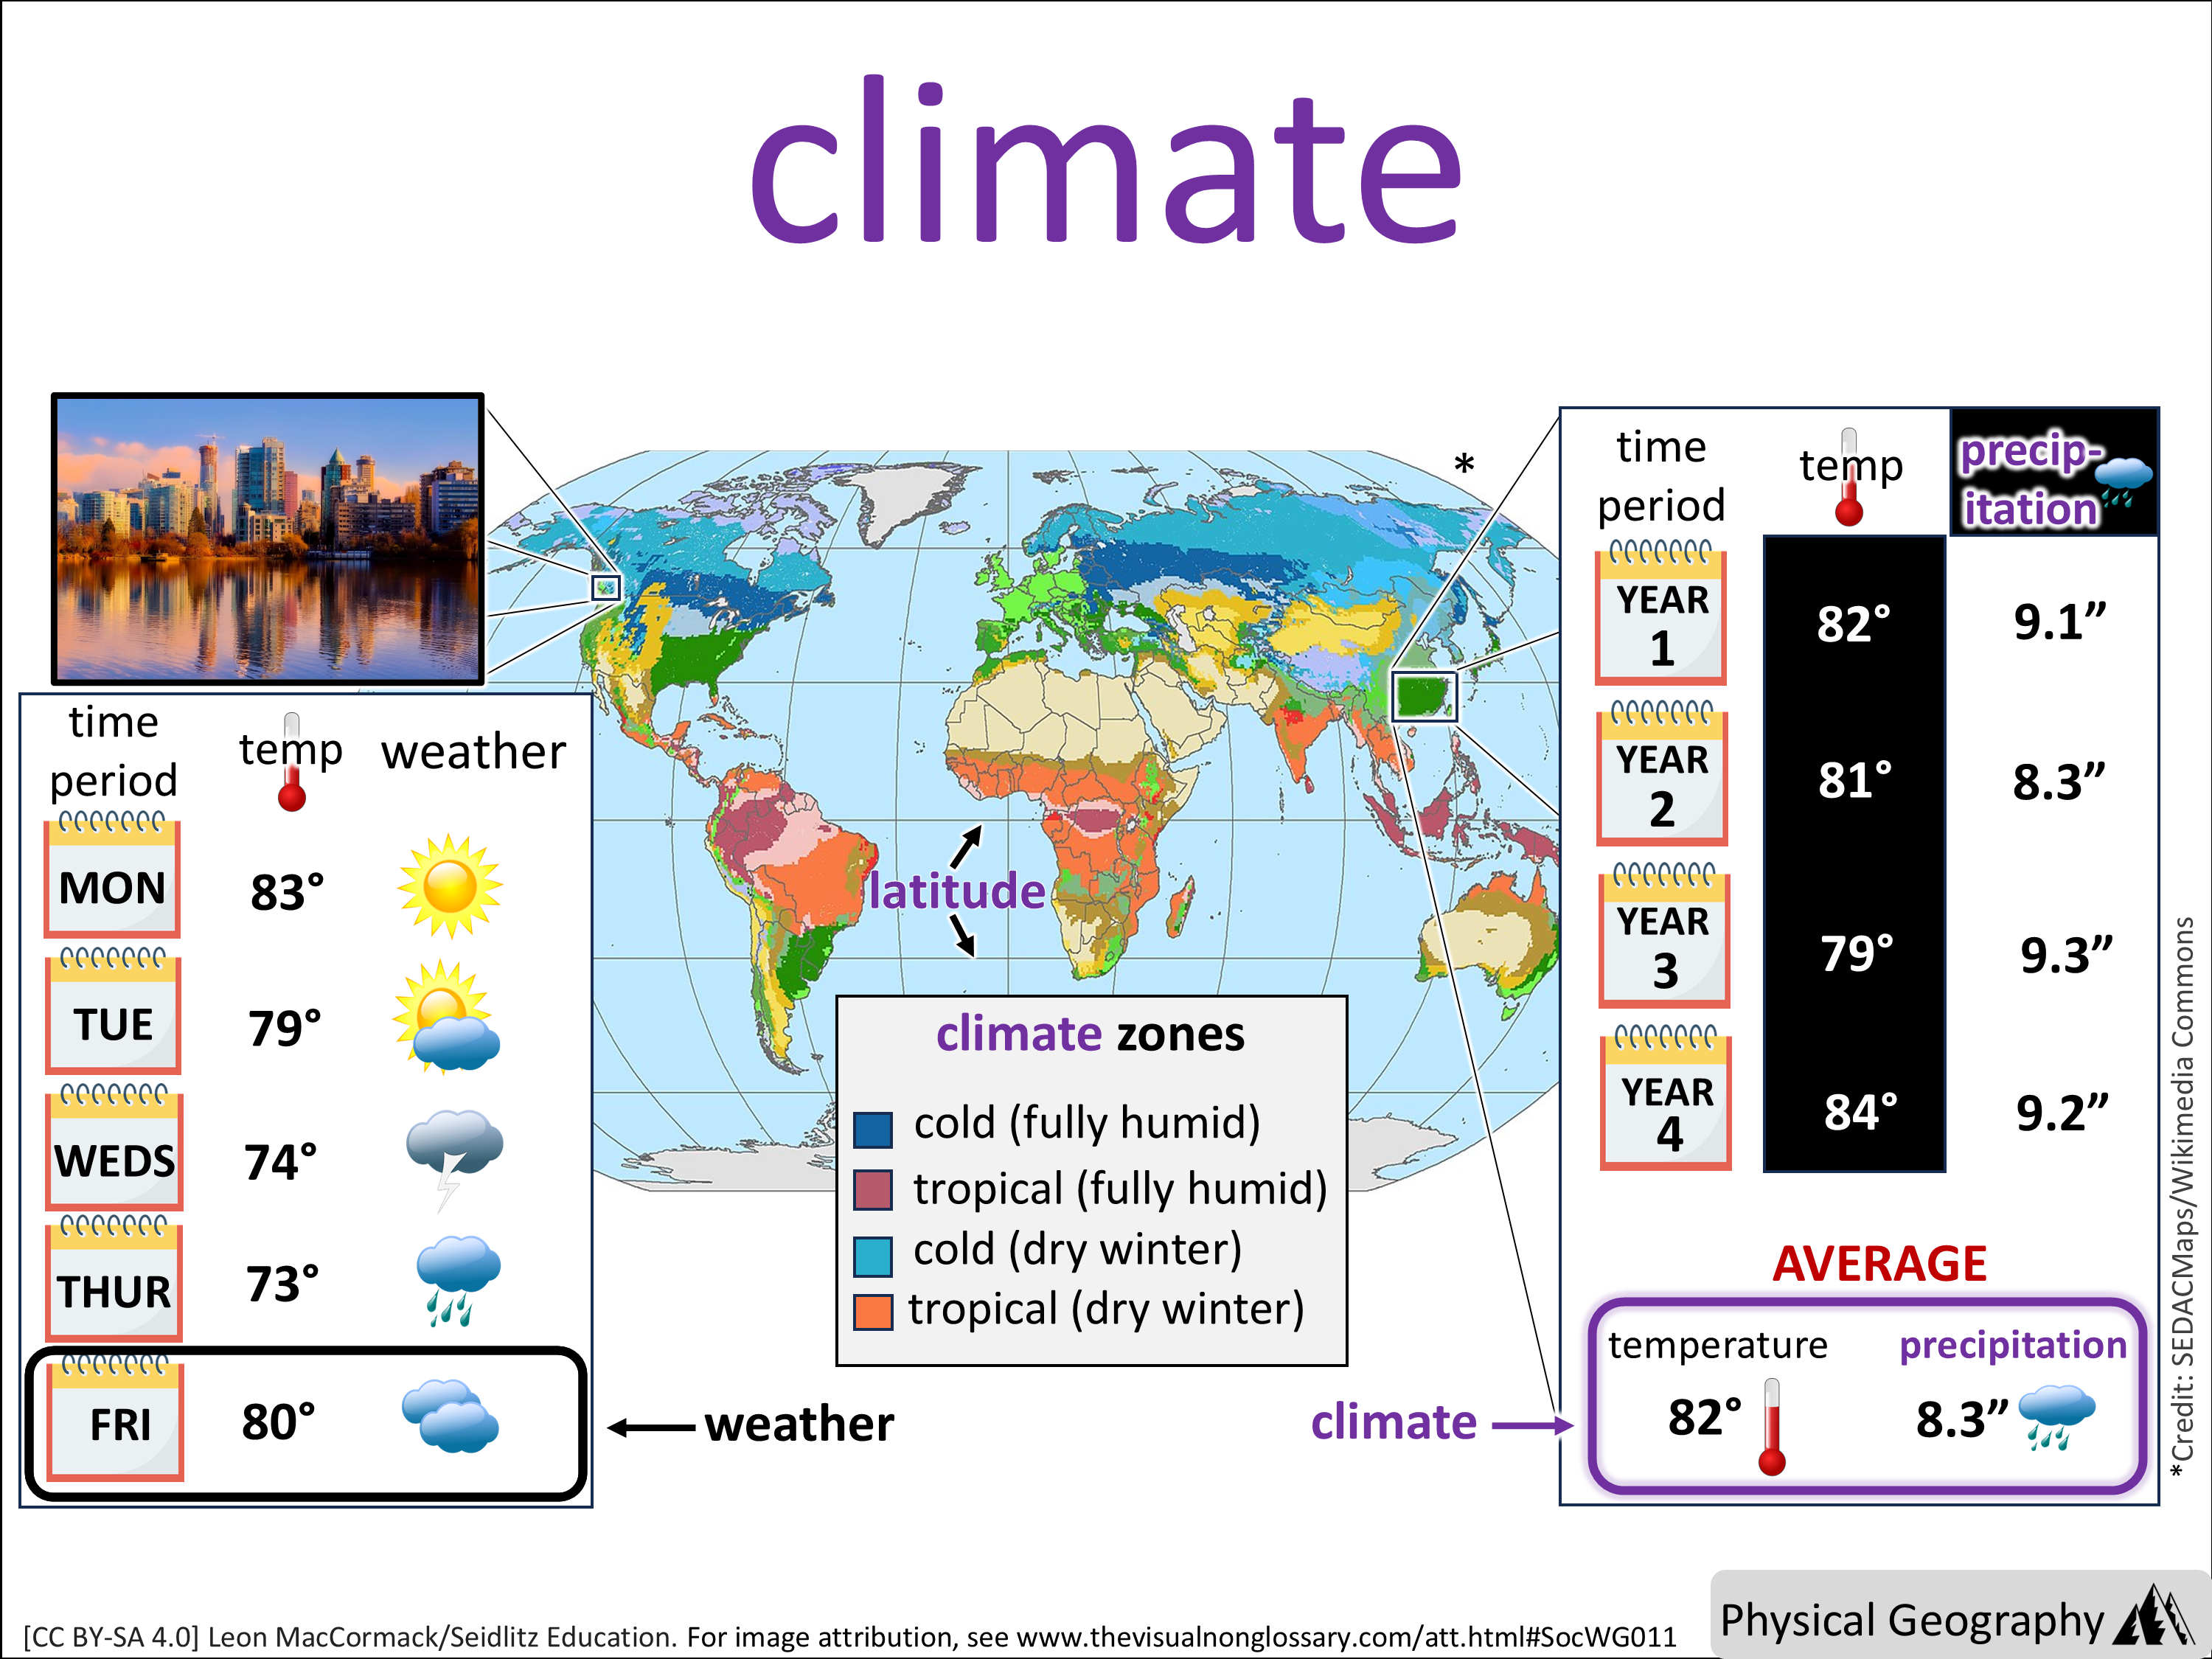 climate
*
time
period
temp
weather
MON
83°
TUE
79°
WEDS
74°
THUR
73°
FRI
80°
weather
latitude
climate zones
cold (fully humid)
tropical (fully humid)
cold (dry winter)
tropical (dry winter)
time
period
temp
precip-
itation
YEAR
1
82°
9.1”
YEAR
2
81°
8.3”
YEAR
3
79°
9.3”
YEAR
4
84°
9.2”
AVERAGE
temperature
precipitation
82°
8.3”
climate
*Credit: SEDACMaps/Wikimedia Commons
Physical Geography
[CC BY-SA 4.0] Leon MacCormack/Seidlitz Education. For image attribution, see www.thevisualnonglossary.com/att.html#SocWG011